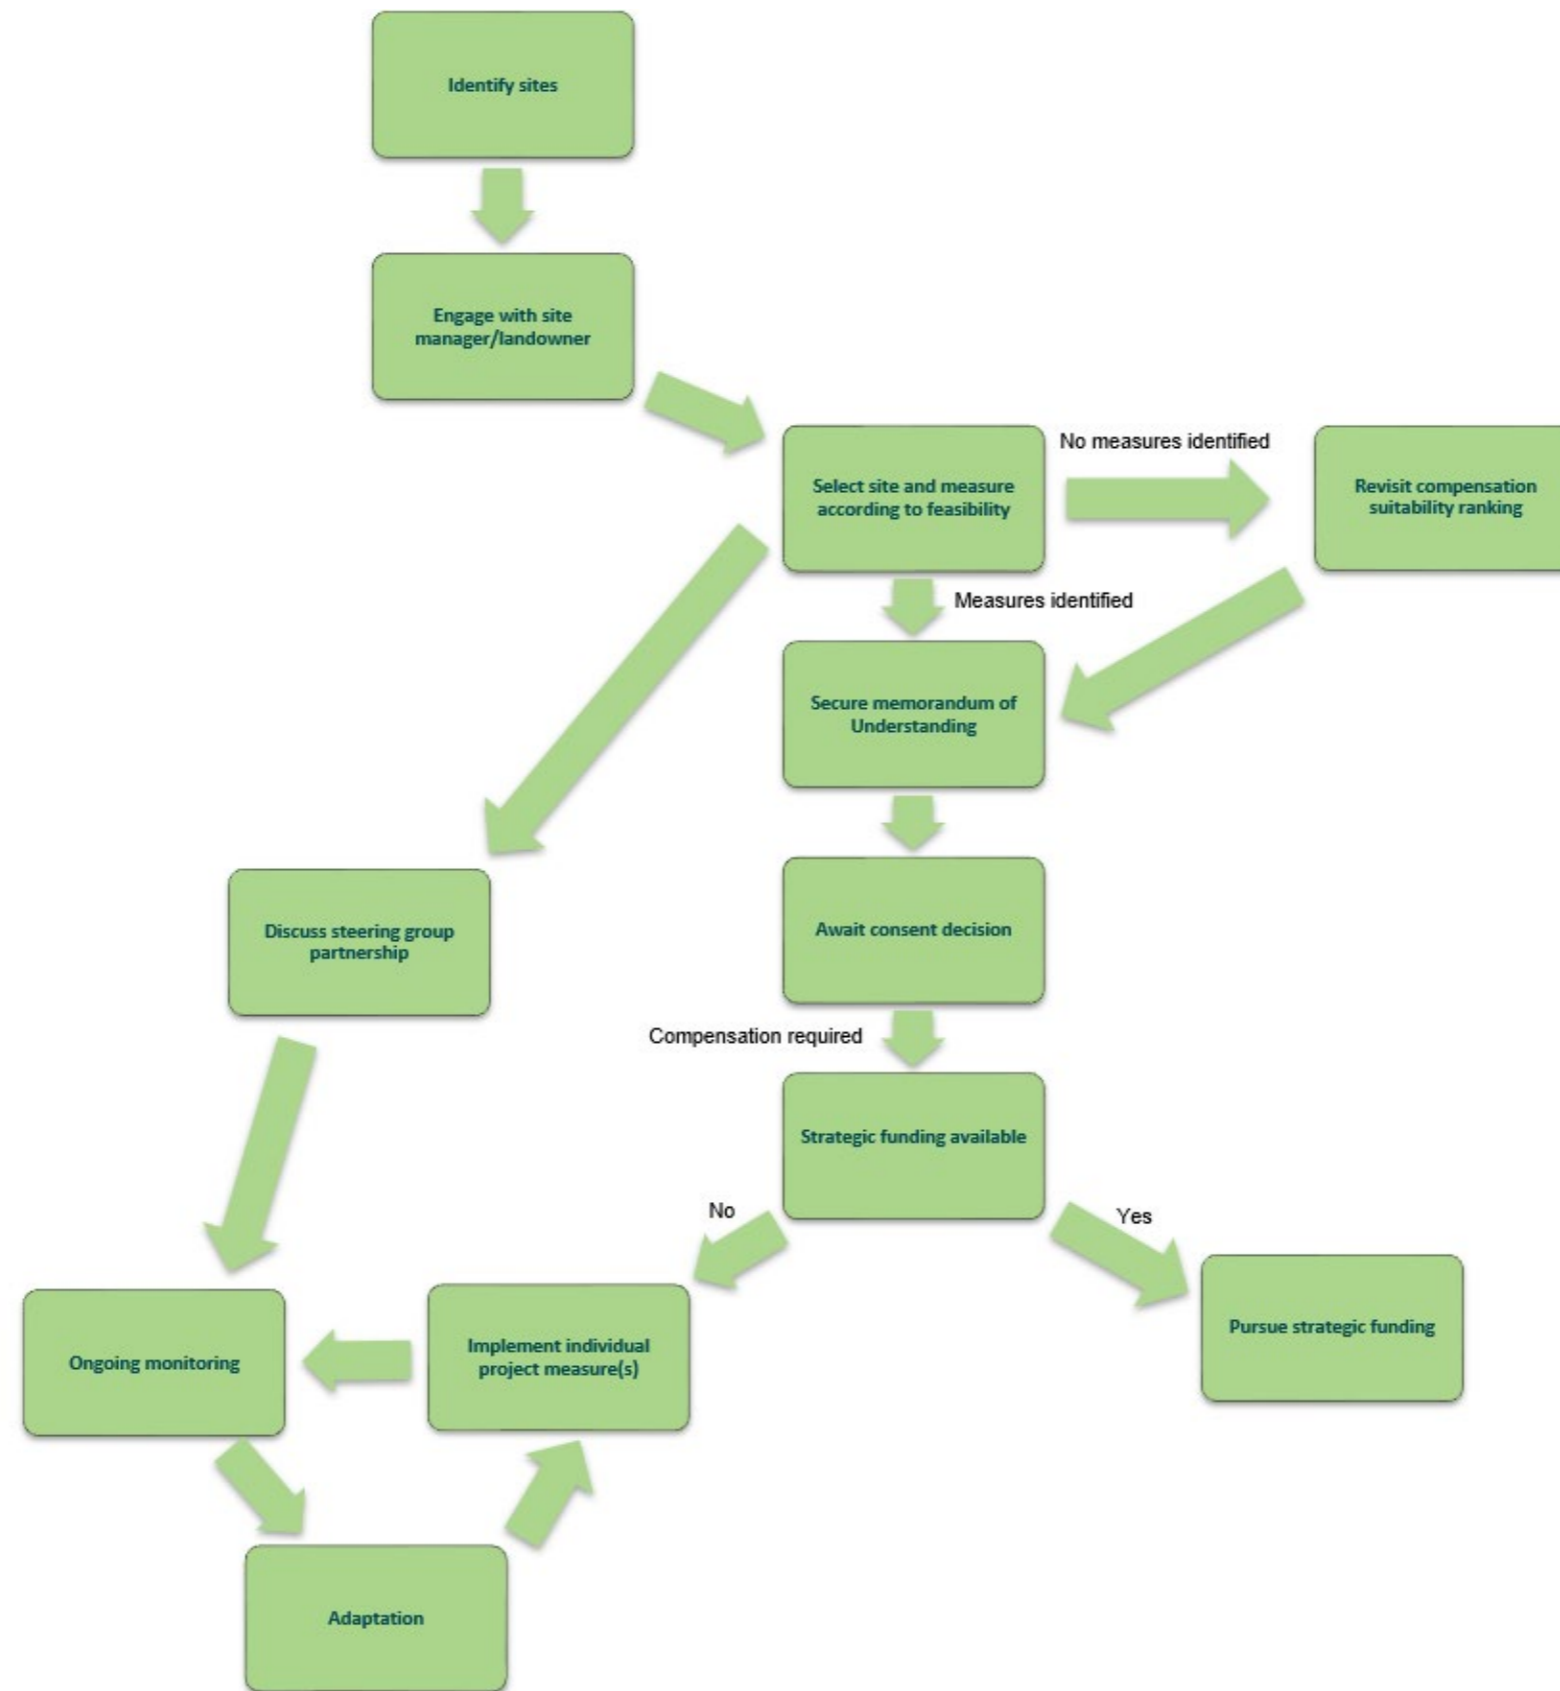 Identify sites
Engage with site
manager/landowner
No measures identified
Select site and measure
according to feasibility
Revisit compensation
suitability ranking
Measures identified
Secure memorandum of
Understanding
Discuss steering group
partnership
Await consent decision
Compensation required
Strategic funding available
No
Yes
Pursue strategic funding
Ongoing monitoring
Implement individual
project measure(s)
Adaptation